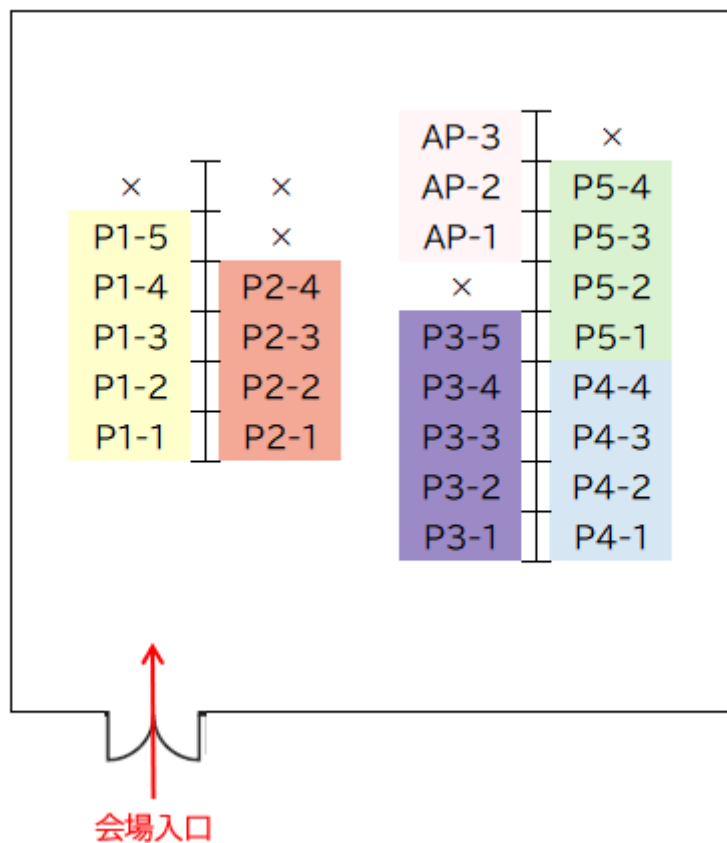 AP-3 ×
× × AP-2 P5-4
P1-5 × AP-1 P5-3
P1-4 P2-4 × P5-2
P1-3 P2-3 P3-5 P5-1
P1-2 P2-2 P3-4 P4-4
P1-1 P2-1 P3-3 P4-3
P3-2 P4-2
P3-1 P4-1
会場入口